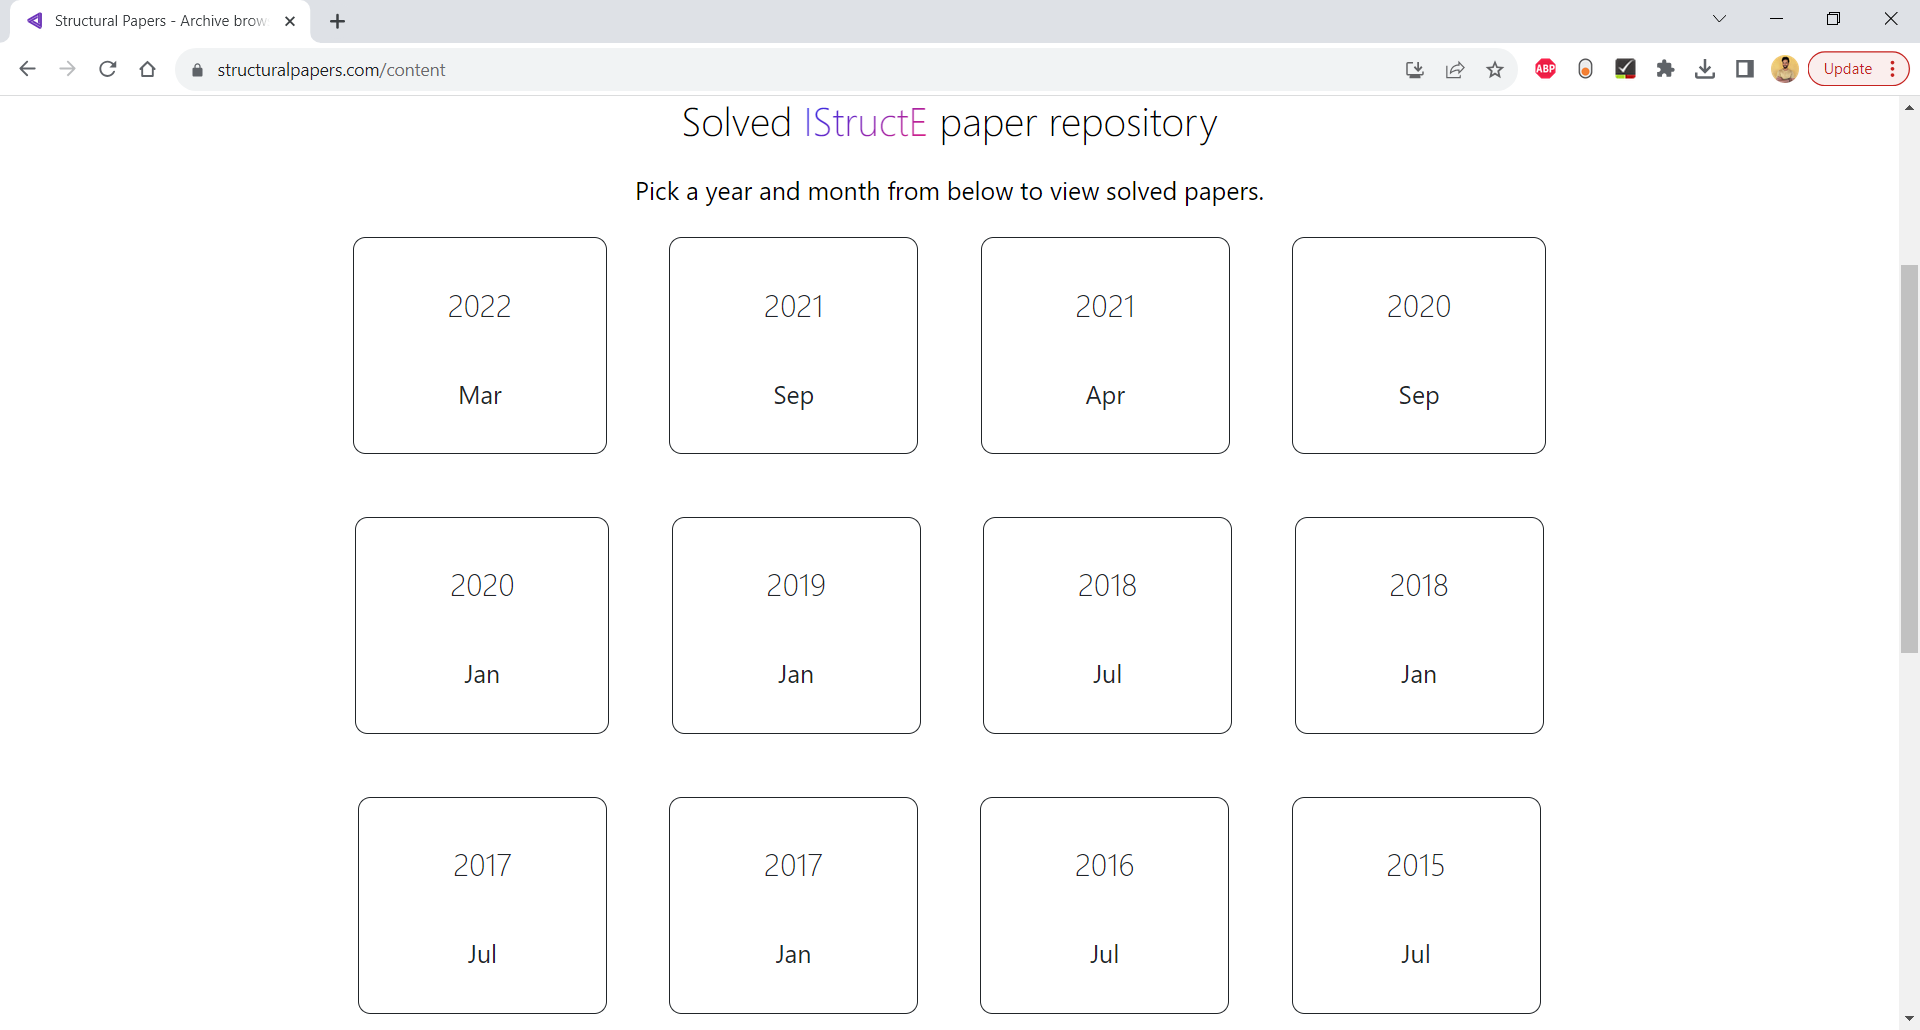 Structural Papers - Archive brow
structuralpapers.com/content
ABP
Update
Solved IStructE paper repository
Pick a year and month from below to view solved papers.
2022 2021 2021 2020
Mar Sep Apr Sep
2020 2019 2018 2018
Jan Jan Jul Jan
2017 2017 2016 2015
Jul Jan Jul Jul